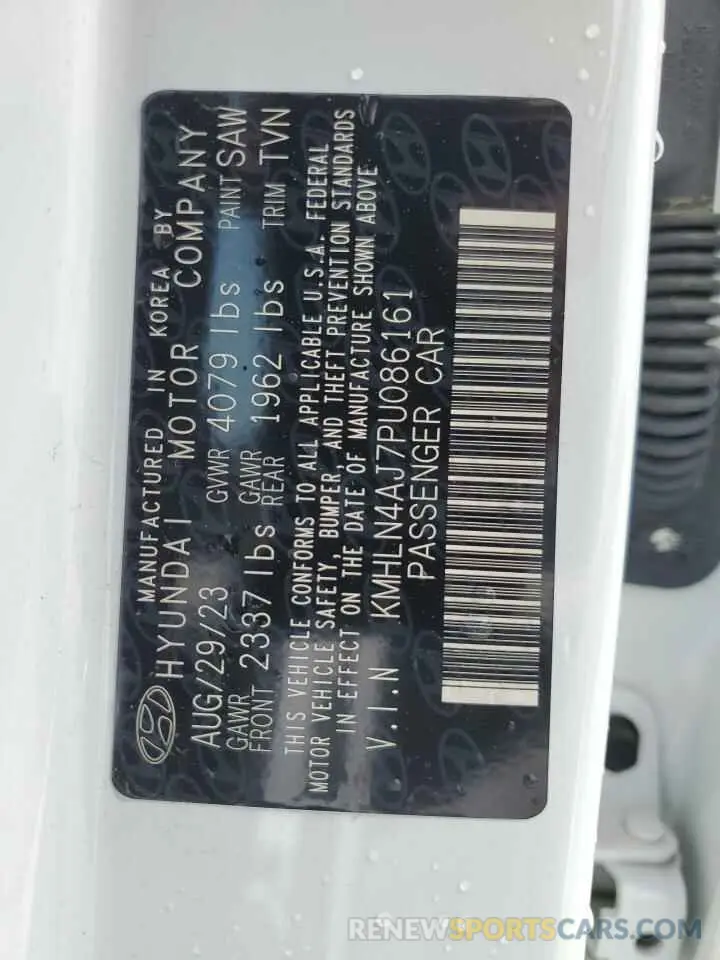 MANUFACTURED IN KOREA BY
HYUNDAI MOTOR COMPANY
AUG/29/23 GVWR 4079 lbs PAINT SAW
GAWR FRONT 2337 lbs GAWR REAR 1962 lbs TRIM TVN
THIS VEHICLE CONFORMS TO ALL APPLICABLE U.S.A. FEDERAL
MOTOR VEHICLE SAFETY, BUMPER, AND THEFT PREVENTION STANDARDS
IN EFFECT ON THE DATE OF MANUFACTURE SHOWN ABOVE
V.I.N KMHLN4AJ7PU086161
PASSENGER CAR
RENEWSPORTSCARS.COM